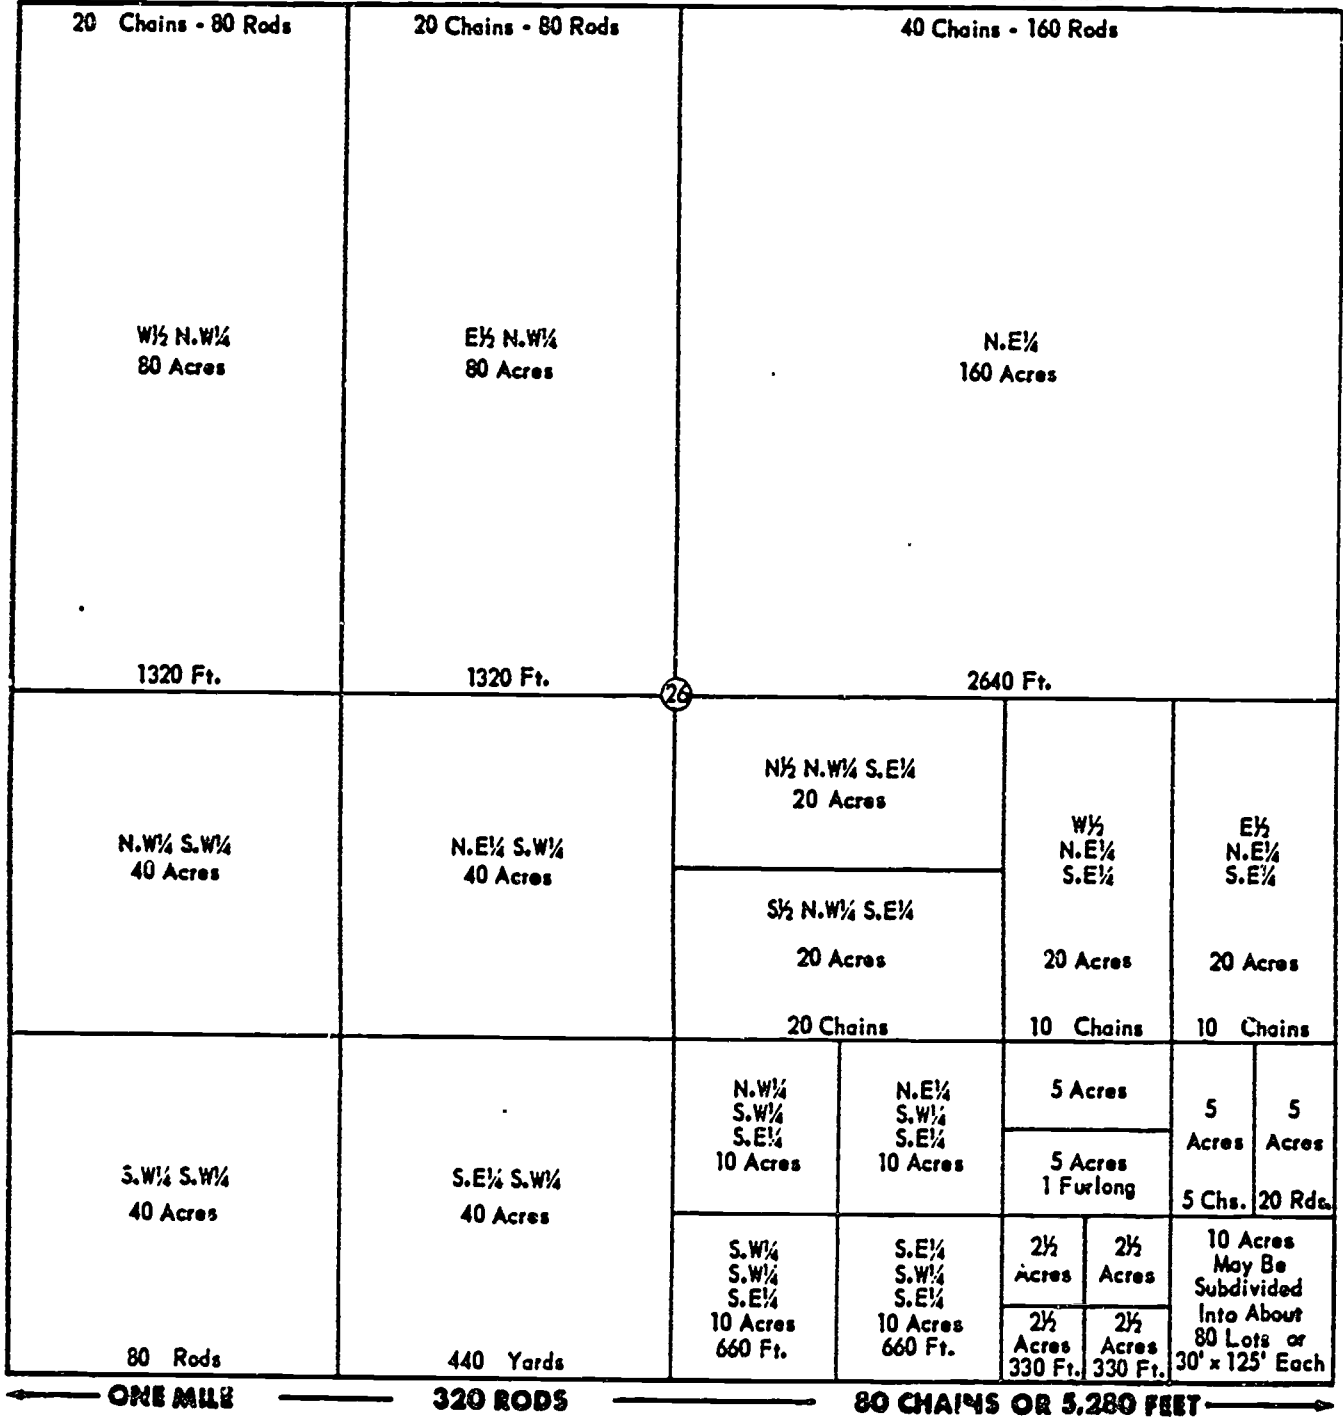 20 Chains - 80 Rods
20 Chains - 80 Rods
40 Chains - 160 Rods
W½ N.W¼
80 Acres
E½ N.W¼
80 Acres
N.E¼
160 Acres
1320 Ft.
1320 Ft.
2640 Ft.
26
N.W¼ S.W¼
40 Acres
N.E¼ S.W¼
40 Acres
N½ N.W¼ S.E¼
20 Acres
S½ N.W¼ S.E¼
20 Acres
20 Chains
W½
N.E¼
S.E¼
20 Acres
10 Chains
E½
N.E¼
S.E¼
20 Acres
10 Chains
S.W¼ S.W¼
40 Acres
80 Rods
S.E¼ S.W¼
40 Acres
440 Yards
N.W¼
S.W¼
S.E¼
10 Acres
N.E¼
S.W¼
S.E¼
10 Acres
5 Acres
5 Acres
1 Furlong
5
Acres
5 Chs.
5
Acres
20 Rds.
S.W¼
S.W¼
S.E¼
10 Acres
660 Ft.
S.E¼
S.W¼
S.E¼
10 Acres
660 Ft.
2½
Acres
2½
Acres
2½
Acres
330 Ft.
2½
Acres
330 Ft.
10 Acres
May Be
Subdivided
Into About
80 Lots or
30' x 125' Each
ONE MILE
320 RODS
80 CHAINS OR 5,280 FEET